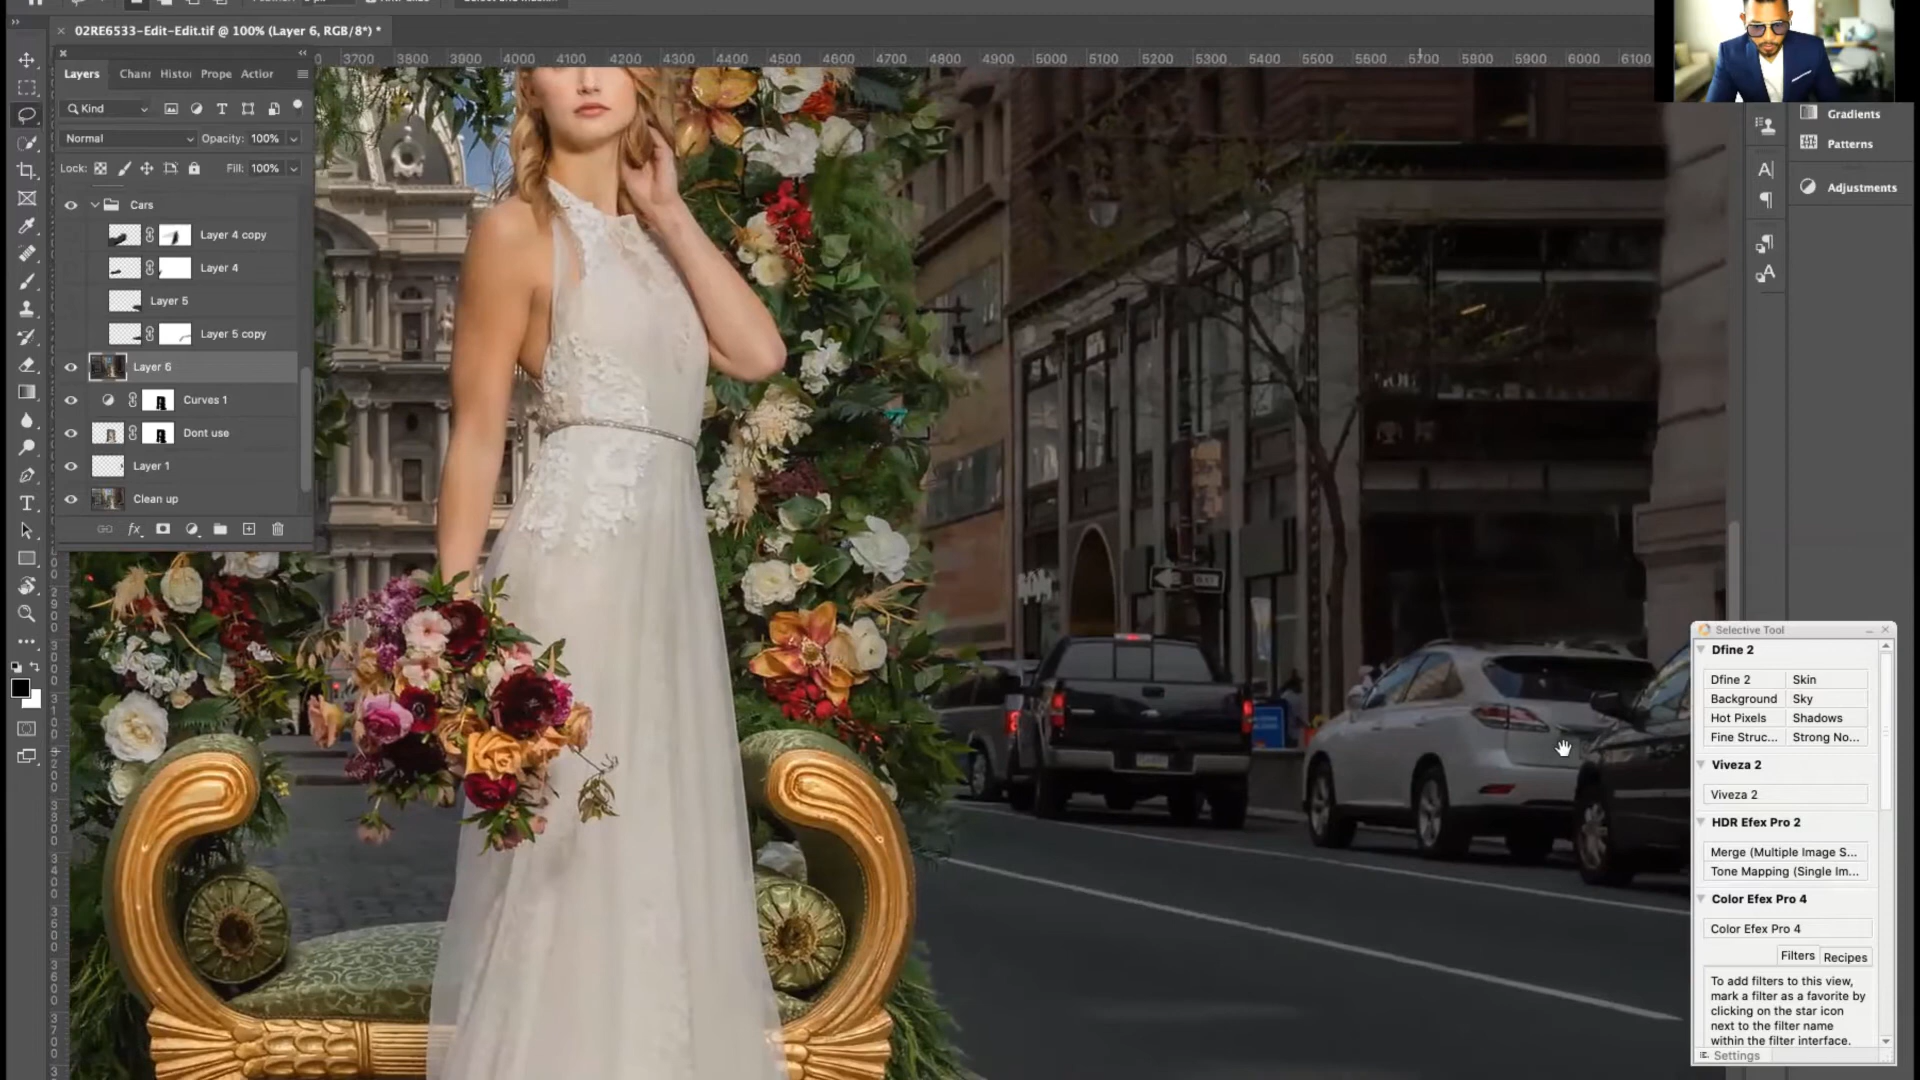 02RE6533-Edit-Edit.tif @ 100% (Layer 6, RGB/8*) *
3700 3800 3900 4000 4100 4200 4300 4400 4500 4600 4700 4800 4900 5000 5100 5200 5300 5400 5500 5600 5700 5800 5900 6000 6100
Layers Chan Histo Prope Action
Kind
Normal Opacity: 100%
Lock: Fill: 100%
Cars
Layer 4 copy
Layer 4
Layer 5
Layer 5 copy
Layer 6
Curves 1
Dont use
Layer 1
Clean up
Gradients
Patterns
Adjustments
Selective Tool
Dfine 2
Dfine 2 Skin
Background Sky
Hot Pixels Shadows
Fine Struc... Strong No...
Viveza 2
Viveza 2
HDR Efex Pro 2
Merge (Multiple Image S...
Tone Mapping (Single Im...
Color Efex Pro 4
Color Efex Pro 4
Filters Recipes
To add filters to this view,
mark a filter as a favorite by
clicking on the star icon
next to the filter name
within the filter interface.
Settings